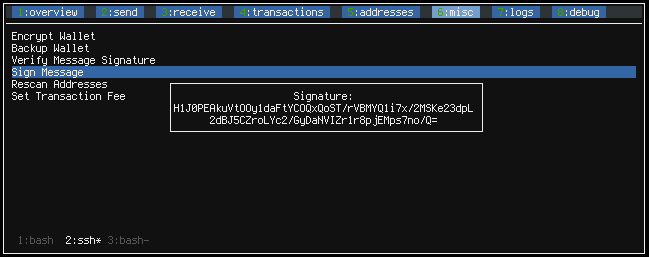 1:overview 2:send 3:receive 4:transactions 5:addresses 6:misc 7:logs 8:debug
Encrypt Wallet
Backup Wallet
Verify Message Signature
Sign Message
Rescan Addresses
Set Transaction Fee
Signature:
H1J0PEAkuVtOOy1daFtYCOQxQoST/rVBMYQ1i7x/2MSKe23dpL
2dBJ5CZroLYc2/GyDaNVIZr1r8pjEMps7no/Q=
1:bash 2:ssh* 3:bash-